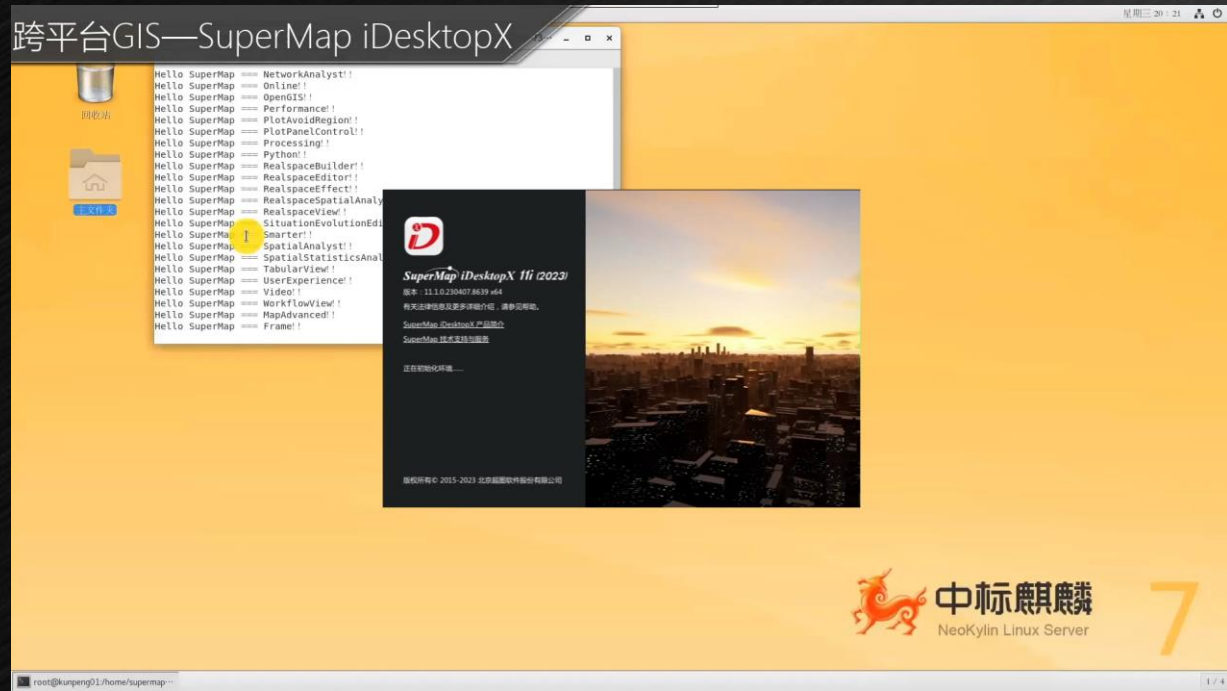 跨平台GIS—SuperMap iDesktopX
星期三 20：21
回收站
主文件夹
Hello SuperMap === NetworkAnalyst!!
Hello SuperMap === Online!!
Hello SuperMap === OpenGIS!!
Hello SuperMap === Performance!!
Hello SuperMap === PlotAvoidRegion!!
Hello SuperMap === PlotPanelControl!!
Hello SuperMap === Processing!!
Hello SuperMap === Python!!
Hello SuperMap === RealspaceBuilder!!
Hello SuperMap === RealspaceEditor!!
Hello SuperMap === RealspaceEffect!!
Hello SuperMap === RealspaceSpatialAnaly
Hello SuperMap === RealspaceView!!
Hello SuperMap === SituationEvolutionEdi
Hello SuperMap === Smarter!!
Hello SuperMap === SpatialAnalyst!!
Hello SuperMap === SpatialStatisticsAnal
Hello SuperMap === TabularView!!
Hello SuperMap === UserExperience!!
Hello SuperMap === Video!!
Hello SuperMap === WorkflowView!!
Hello SuperMap === MapAdvanced!!
Hello SuperMap === Frame!!
SuperMap iDesktopX 11i (2023)
版本：11.1.0.230407.8639 x64
有关法律信息及更多详细介绍，请参见帮助。
SuperMap iDesktopX 产品简介
SuperMap 技术支持与服务
正在初始化环境......
版权所有© 2015-2023 北京超图软件股份有限公司
中标麒麟
NeoKylin Linux Server
7
root@kunpeng01:/home/supermap···
1 / 4